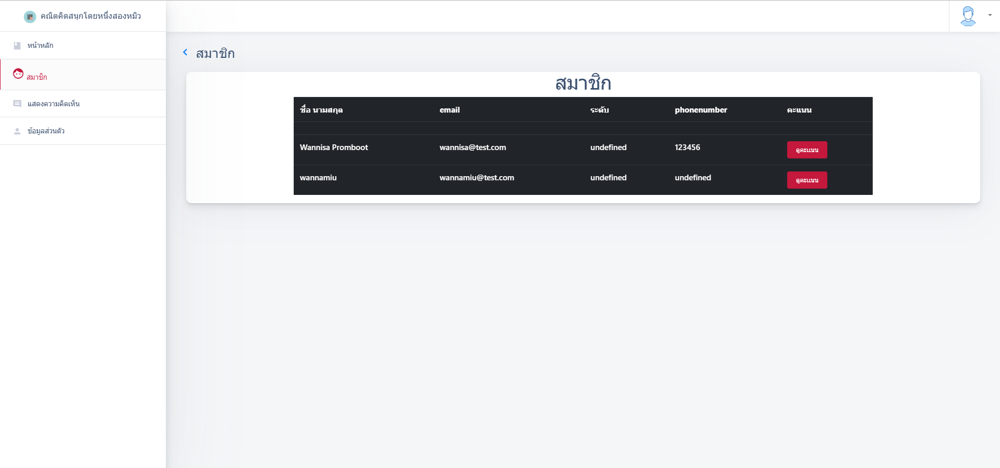 คณิตคิดสนุกโดยหนึ่งสองหมิว
หน้าหลัก
สมาชิก
แสดงความคิดเห็น
ข้อมูลส่วนตัว
สมาชิก
สมาชิก
ชื่อ นามสกุล email ระดับ phonenumber คะแนน
Wannisa Promboot wannisa@test.com undefined 123456 ดูคะแนน
wannamiu wannamiu@test.com undefined undefined ดูคะแนน